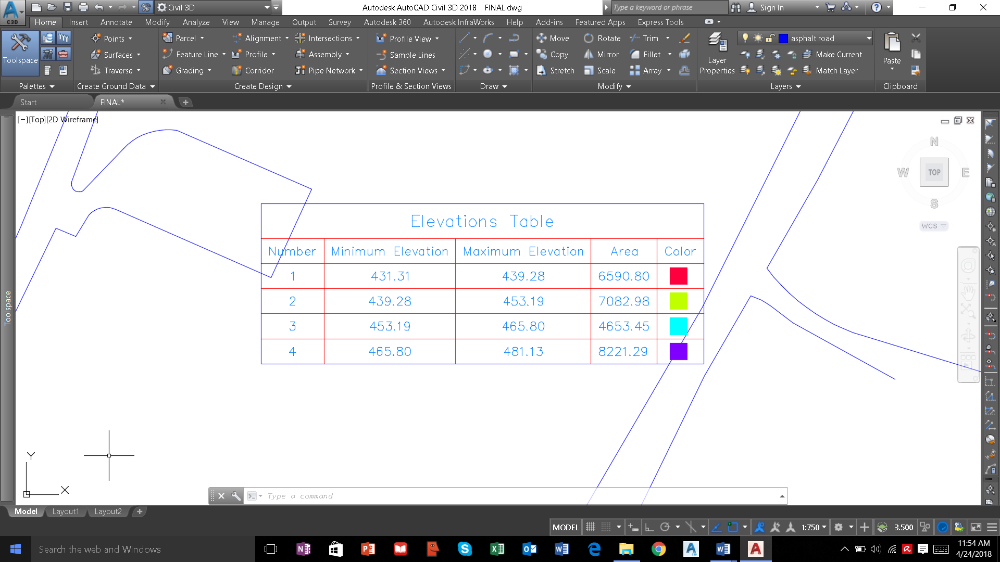 Civil 3D
Autodesk AutoCAD Civil 3D 2018 FINAL.dwg
Type a keyword or phrase
Sign In
C3D
Home Insert Annotate Modify Analyze View Manage Output Survey Autodesk 360 Autodesk InfraWorks Help Add-ins Featured Apps Express Tools
Points Parcel Alignment Intersections Profile View Move Rotate Trim asphalt road
Toolspace Surfaces Feature Line Profile Assembly Sample Lines Copy Mirror Fillet Layer Properties Make Current Paste
Traverse Grading Corridor Pipe Network Section Views Stretch Scale Array Match Layer
Palettes Create Ground Data Create Design Profile & Section Views Draw Modify Layers Clipboard
Start FINAL*
[−][Top][2D Wireframe]
N
W TOP E
S
WCS
Toolspace
Elevations Table
Number Minimum Elevation Maximum Elevation Area Color
1 431.31 439.28 6590.80
2 439.28 453.19 7082.98
3 453.19 465.80 4653.45
4 465.80 481.13 8221.29
Y
X
Type a command
Model Layout1 Layout2
MODEL 1:750 3.500
Search the web and Windows
11:54 AM
4/24/2018